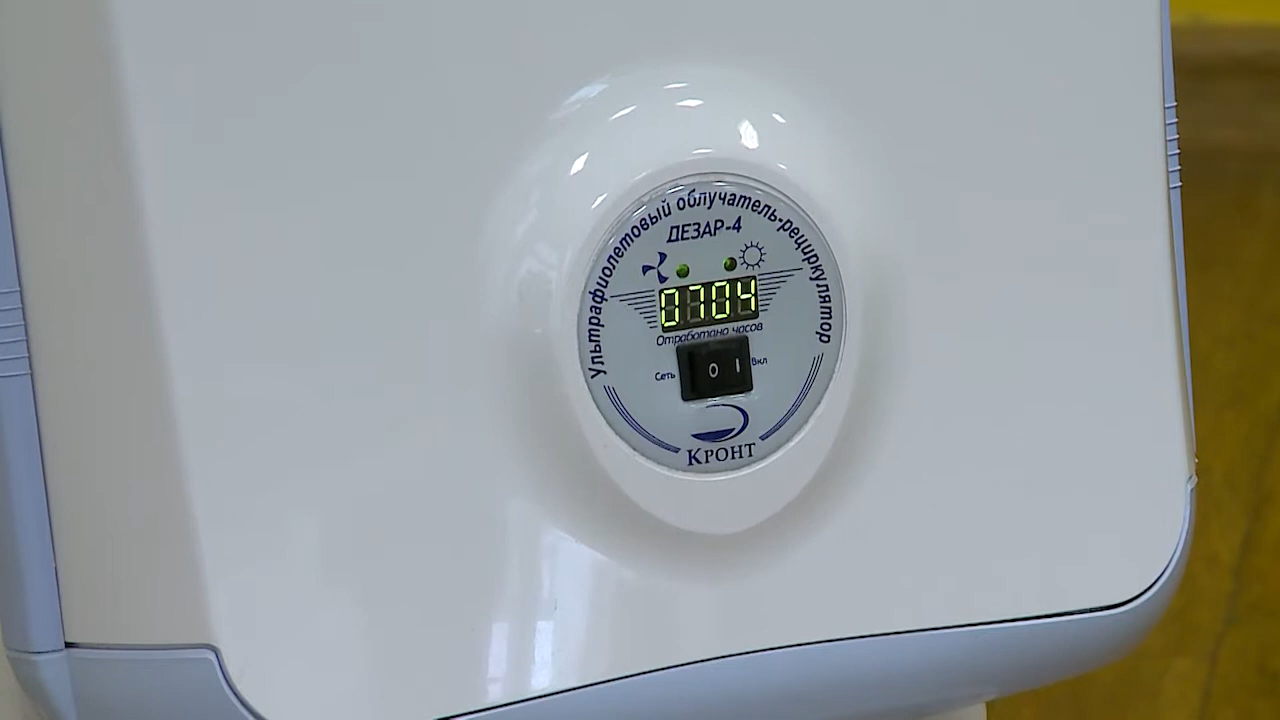 Ультрафиолетовый облучатель-рециркулятор
ДЕЗАР-4
0704
Отработано часов
Сеть 0 I Вкл
КРОНТ